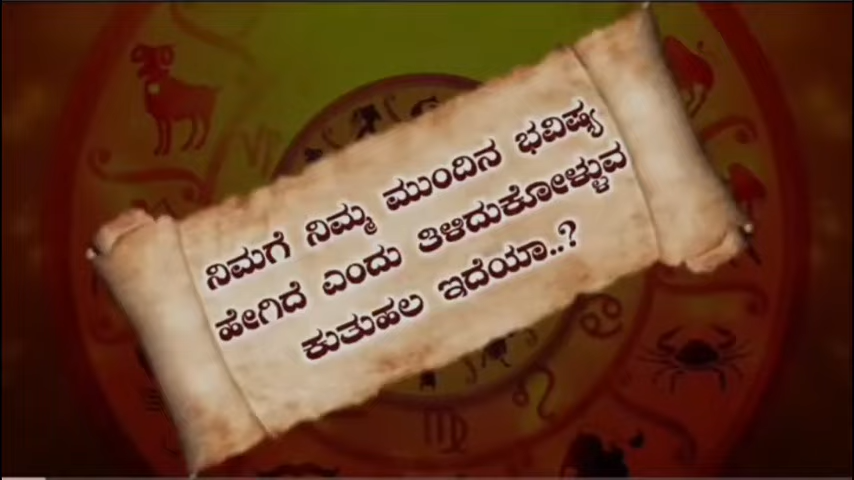 ನಿಮಗೆ ನಿಮ್ಮ ಮುಂದಿನ ಭವಿಷ್ಯ
ಹೇಗಿದೆ ಎಂದು ತಿಳಿದುಕೋಳ್ಳುವ
ಕುತುಹಲ ಇದೆಯಾ..?